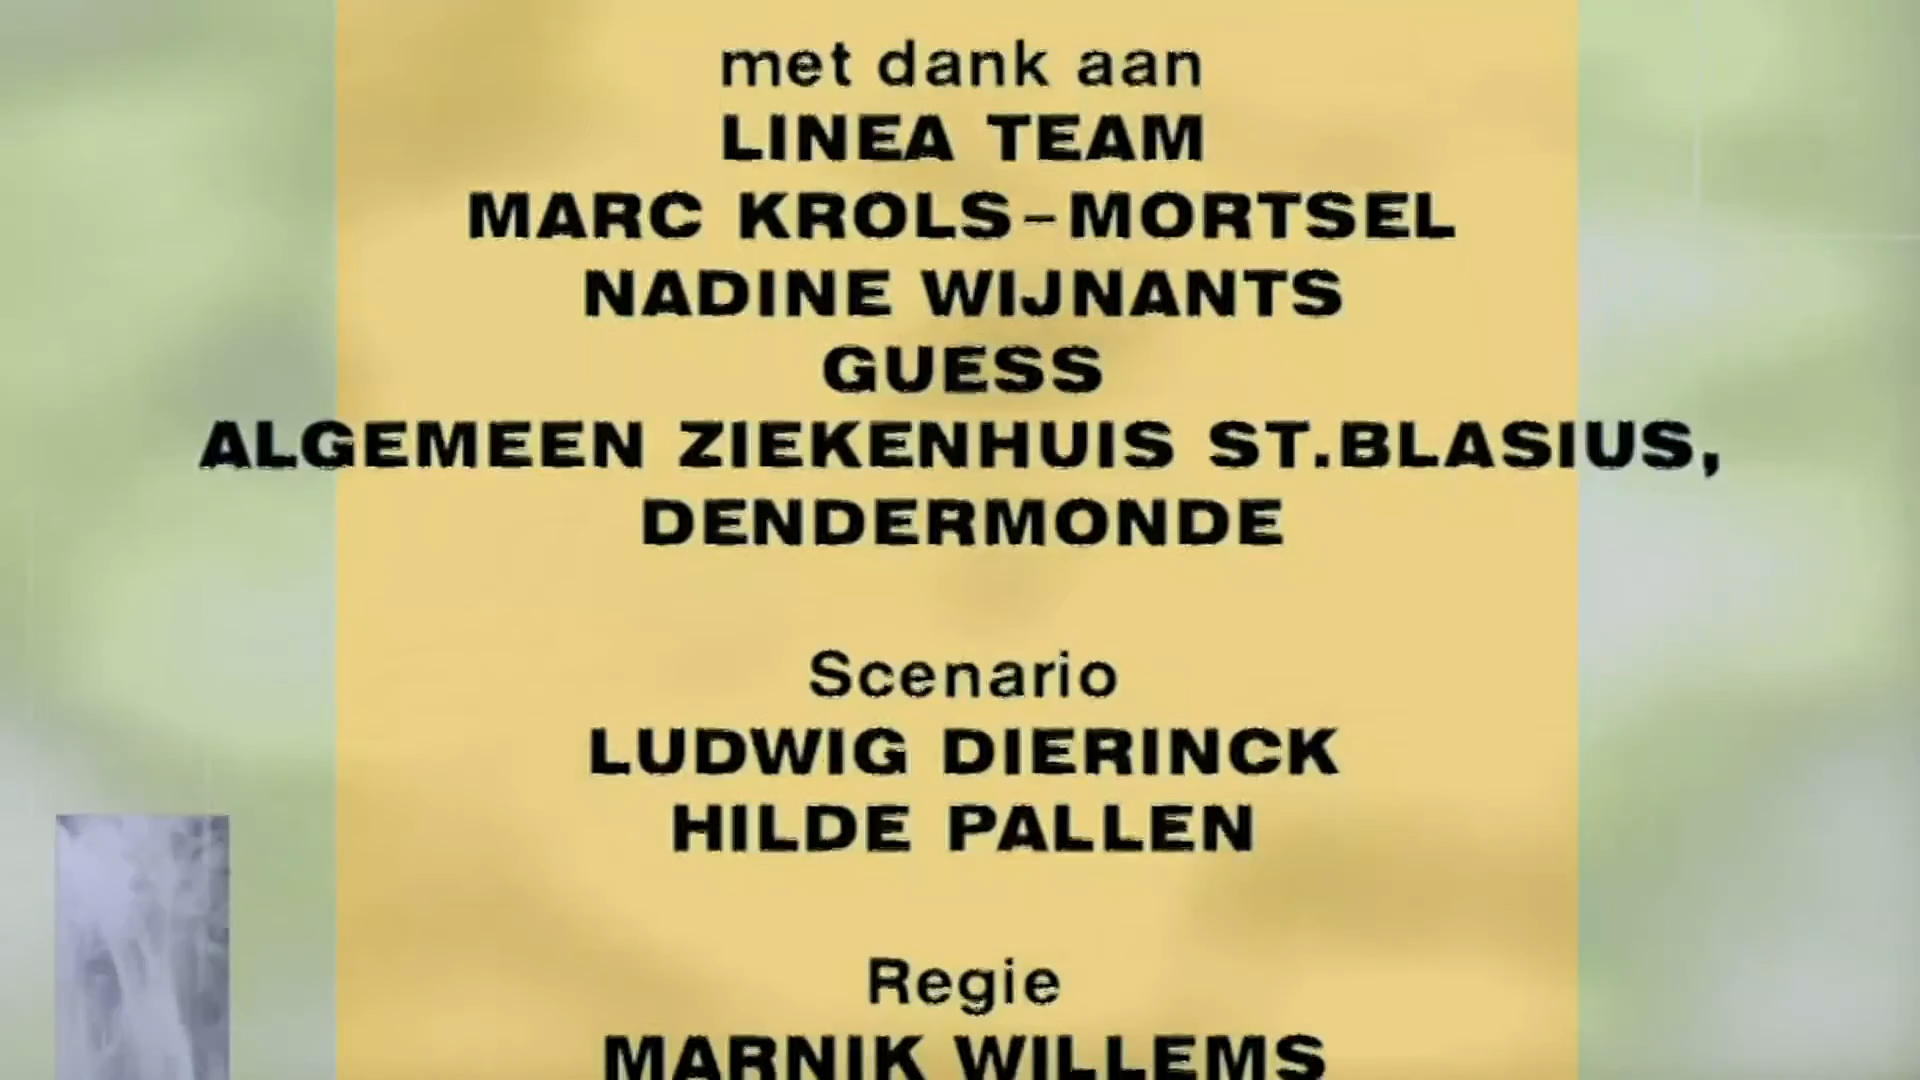 met dank aan
LINEA TEAM
MARC KROLS-MORTSEL
NADINE WIJNANTS
GUESS
ALGEMEEN ZIEKENHUIS ST.BLASIUS,
DENDERMONDE
Scenario
LUDWIG DIERINCK
HILDE PALLEN
Regie
MARNIK WILLEMS